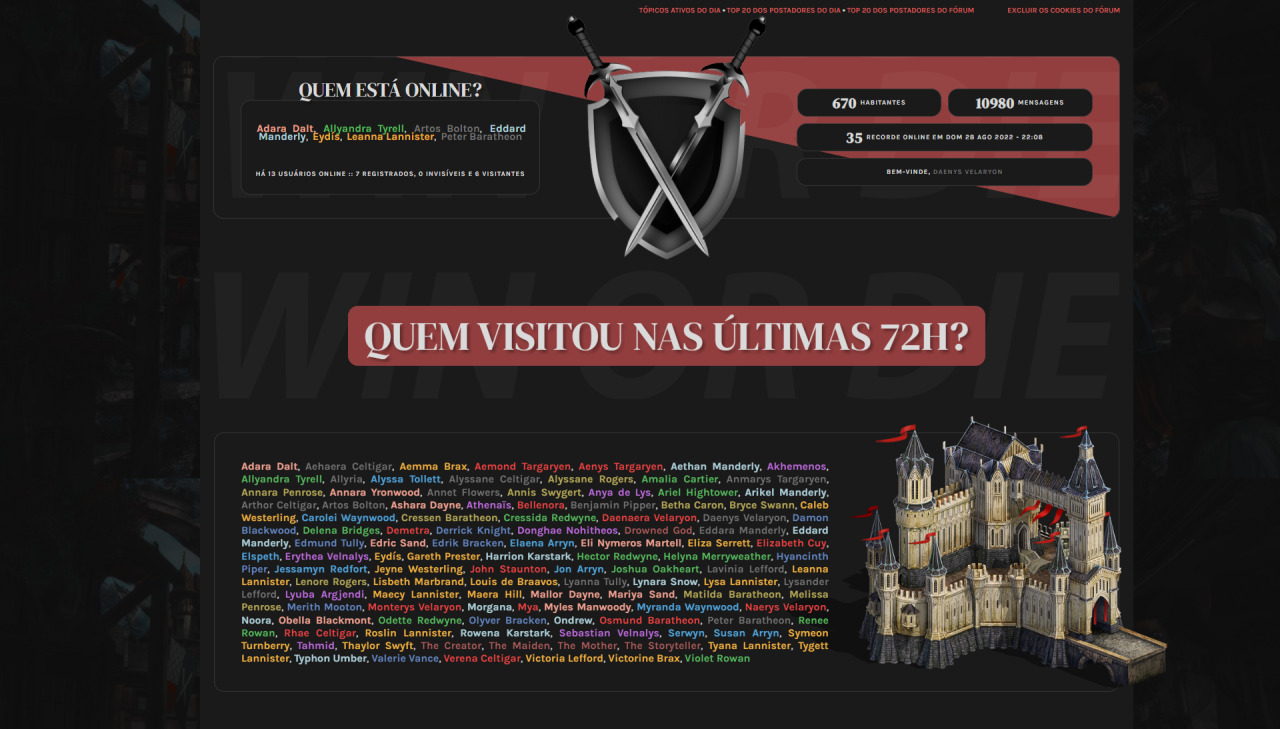 TÓPICOS ATIVOS DO DIA • TOP 20 DOS POSTADORES DO DIA • TOP 20 DOS POSTADORES DO FÓRUM EXCLUIR OS COOKIES DO FÓRUM
WIN OR DIE
QUEM ESTÁ ONLINE?
Adara Dalt, Allyandra Tyrell, Artos Bolton, Eddard
Manderly, Eydís, Leanna Lannister, Peter Baratheon
HÁ 13 USUÁRIOS ONLINE :: 7 REGISTRADOS, 0 INVISÍVEIS E 6 VISITANTES
670 HABITANTES
10980 MENSAGENS
35 RECORDE ONLINE EM DOM 28 AGO 2022 - 22:08
BEM-VINDE, DAENYS VELARYON
WIN OR DIE
QUEM VISITOU NAS ÚLTIMAS 72H?
Adara Dalt, Aehaera Celtigar, Aemma Brax, Aemond Targaryen, Aenys Targaryen, Aethan Manderly, Akhemenos,
Allyandra Tyrell, Allyria, Alyssa Tollett, Alyssane Celtigar, Alyssane Rogers, Amalia Cartier, Anmarys Targaryen,
Annara Penrose, Annara Yronwood, Annet Flowers, Annis Swygert, Anya de Lys, Ariel Hightower, Arikel Manderly,
Arthor Celtigar, Artos Bolton, Ashara Dayne, Athenaïs, Bellenora, Benjamin Pipper, Betha Caron, Bryce Swann, Caleb
Westerling, Carolei Waynwood, Cressen Baratheon, Cressida Redwyne, Daenaera Velaryon, Daenys Velaryon, Damon
Blackwood, Delena Bridges, Demetra, Derrick Knight, Donghae Nohitheos, Drowned God, Eddara Manderly, Eddard
Manderly, Edmund Tully, Edric Sand, Edrik Bracken, Elaena Arryn, Eli Nymeros Martell, Eliza Serrett, Elizabeth Cuy,
Elspeth, Erythea Velnalys, Eydís, Gareth Prester, Harrion Karstark, Hector Redwyne, Helyna Merryweather, Hyancinth
Piper, Jessamyn Redfort, Jeyne Westerling, John Staunton, Jon Arryn, Joshua Oakheart, Lavinia Lefford, Leanna
Lannister, Lenore Rogers, Lisbeth Marbrand, Louis de Braavos, Lyanna Tully, Lynara Snow, Lysa Lannister, Lysander
Lefford, Lyuba Argjendi, Maecy Lannister, Maera Hill, Mallor Dayne, Mariya Sand, Matilda Baratheon, Melissa
Penrose, Merith Mooton, Monterys Velaryon, Morgana, Mya, Myles Manwoody, Myranda Waynwood, Naerys Velaryon,
Noora, Obella Blackmont, Odette Redwyne, Olyver Bracken, Ondrew, Osmund Baratheon, Peter Baratheon, Renee
Rowan, Rhae Celtigar, Roslin Lannister, Rowena Karstark, Sebastian Velnalys, Serwyn, Susan Arryn, Symeon
Turnberry, Tahmid, Thaylor Swyft, The Creator, The Maiden, The Mother, The Storyteller, Tyana Lannister, Tygett
Lannister, Typhon Umber, Valerie Vance, Verena Celtigar, Victoria Lefford, Victorine Brax, Violet Rowan